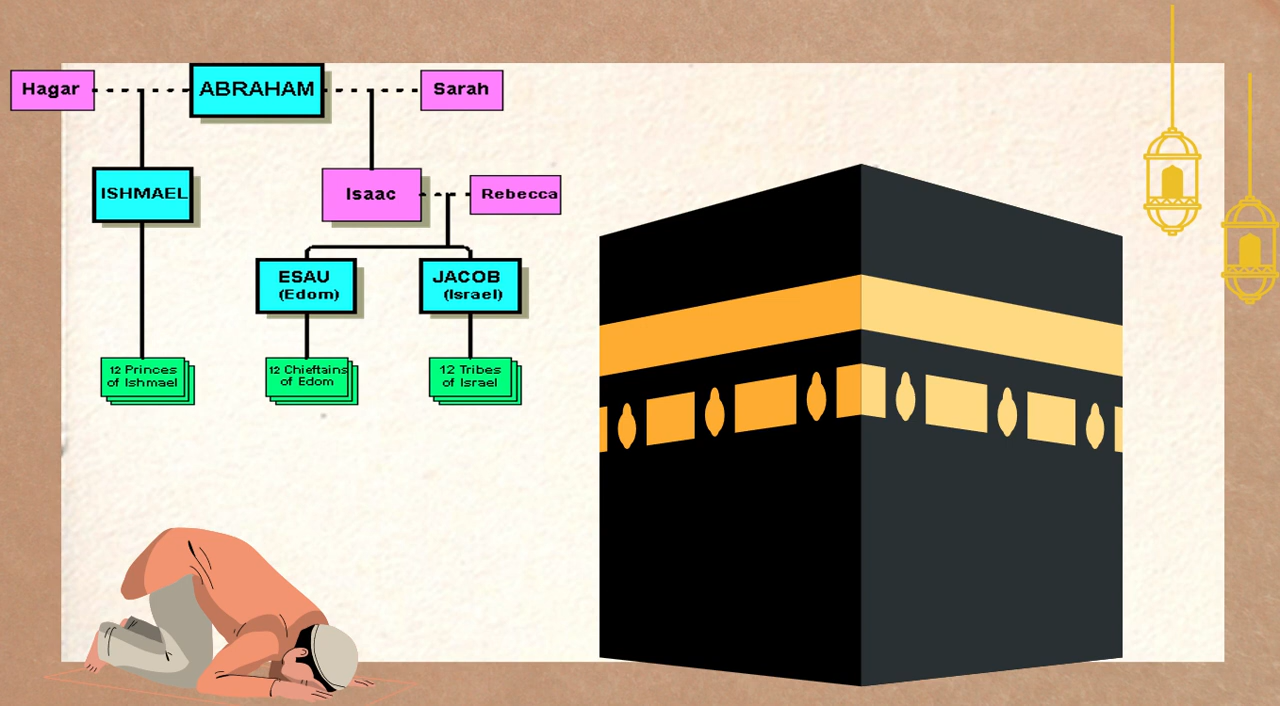 Hagar
ABRAHAM
Sarah
ISHMAEL
Isaac
Rebecca
ESAU
(Edom)
JACOB
(Israel)
12 Princes
of Ishmael
12 Chieftains
of Edom
12 Tribes
of Israel